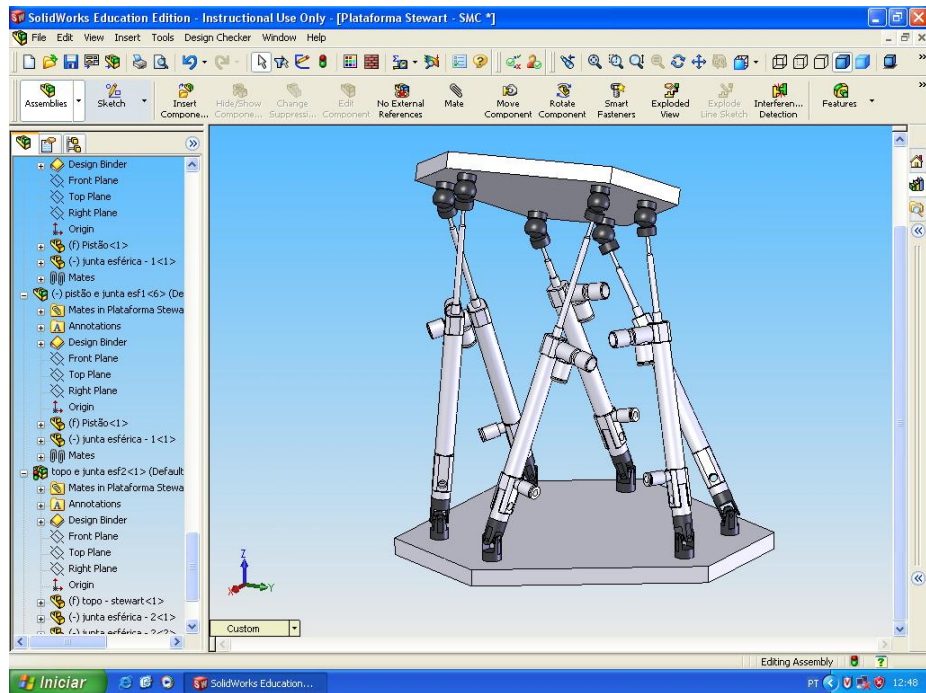 SolidWorks Education Edition - Instructional Use Only - [Plataforma Stewart - SMC *]
File Edit View Insert Tools Design Checker Window Help
Assemblies
Sketch
Insert Compone...
Hide/Show Compone...
Change Suppressi...
Edit Component
No External References
Mate
Move Component
Rotate Component
Smart Fasteners
Exploded View
Explode Line Sketch
Interferen... Detection
Features
Design Binder
Front Plane
Top Plane
Right Plane
Origin
(f) Pistão<1>
(-) junta esférica - 1<1>
Mates
(-) pistão e junta esf1<6> (De
Mates in Plataforma Stewa
Annotations
Design Binder
Front Plane
Top Plane
Right Plane
Origin
(f) Pistão<1>
(-) junta esférica - 1<1>
Mates
topo e junta esf2<1> (Default
Mates in Plataforma Stewa
Annotations
Design Binder
Front Plane
Top Plane
Right Plane
Origin
(f) topo - stewart<1>
(-) junta esférica - 2<1>
(-) junta esférica - 2<2>
Z
X
Y
Custom
Editing Assembly
Iniciar
SolidWorks Education...
PT
12:48